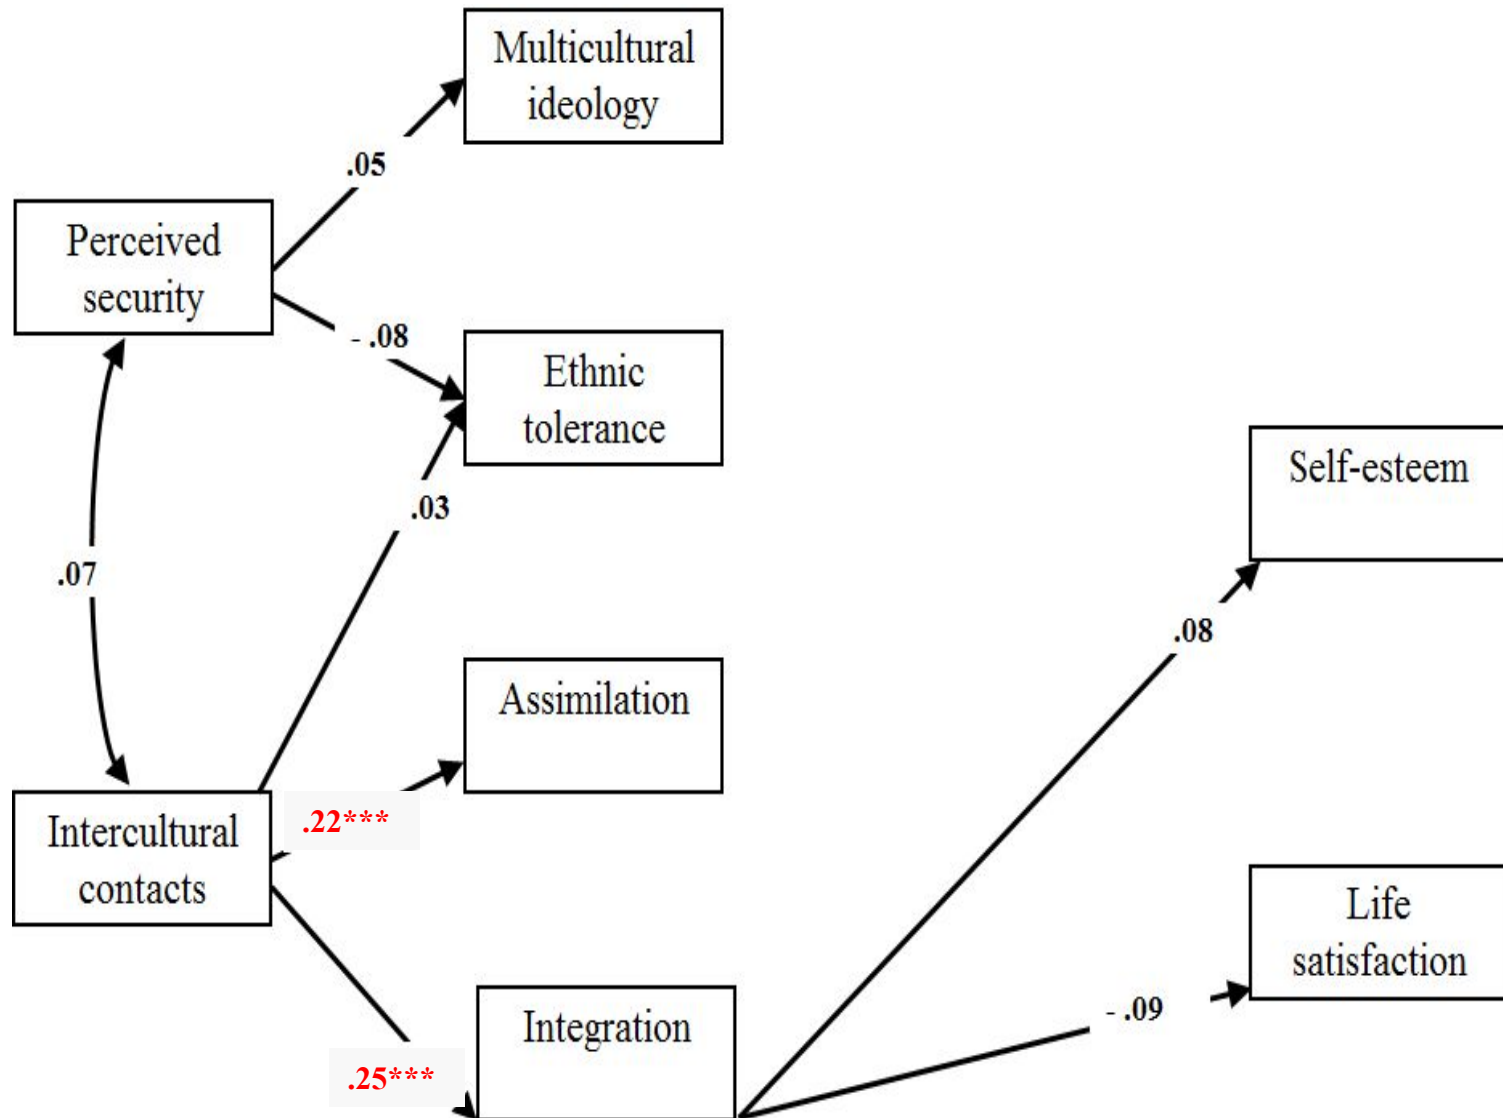 Multicultural
ideology
.05
Perceived
security
- .08
Ethnic
tolerance
Self-esteem
.03
.07
.08
Assimilation
.22***
Intercultural
contacts
Life
satisfaction
- .09
Integration
.25***